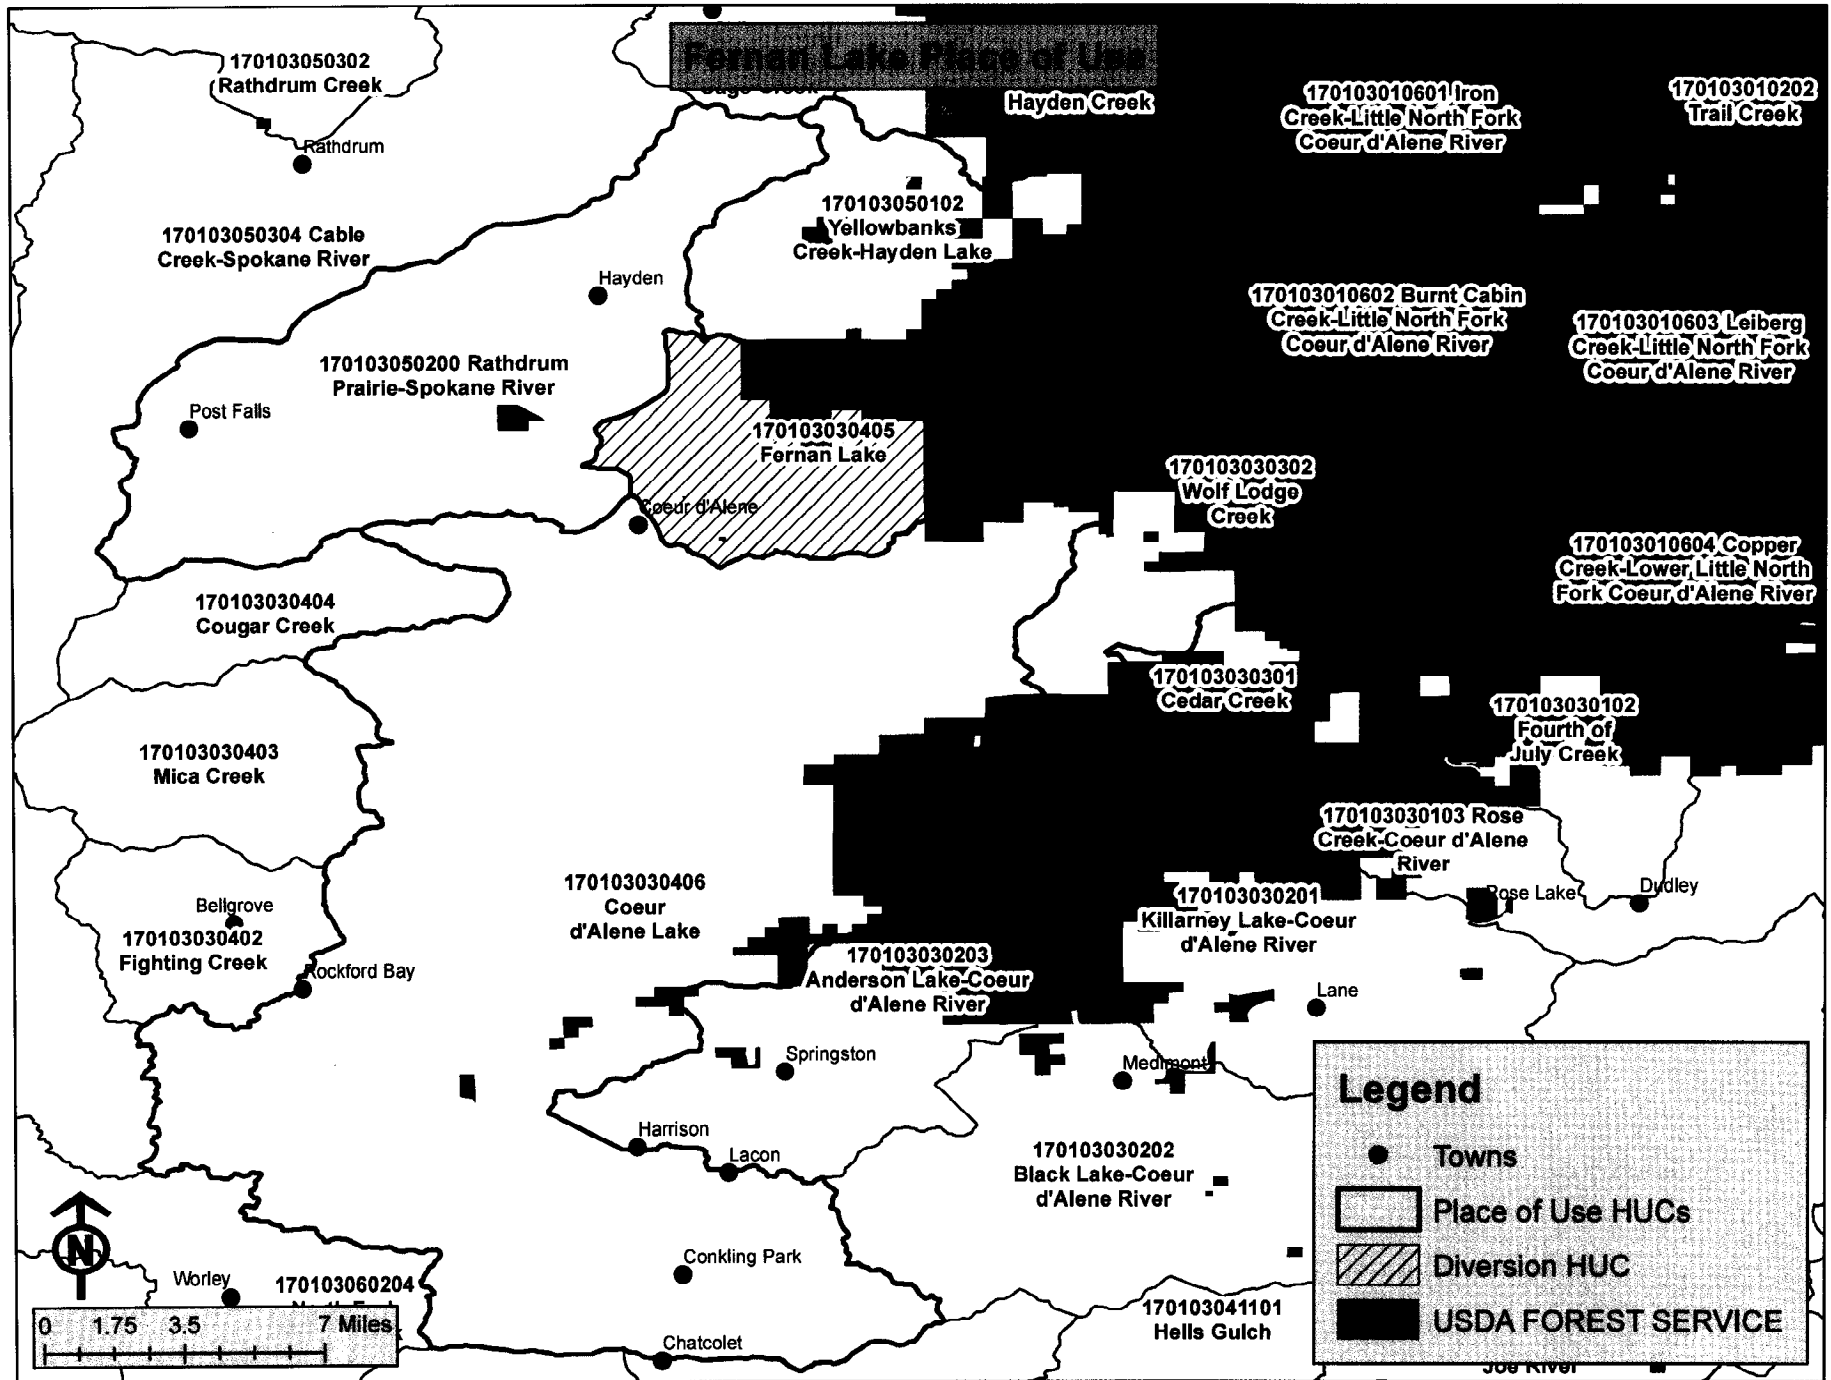 Fernan Lake Place of Use
170103050302
Rathdrum Creek
Rathdrum
Hayden Creek
170103010601 Iron
Creek-Little North Fork
Coeur d'Alene River
170103010202
Trail Creek
170103050304 Cable
Creek-Spokane River
170103050102
Yellowbanks
Creek-Hayden Lake
Hayden
170103010602 Burnt Cabin
Creek-Little North Fork
Coeur d'Alene River
170103010603 Leiberg
Creek-Little North Fork
Coeur d'Alene River
170103050200 Rathdrum
Prairie-Spokane River
Post Falls
170103030405
Fernan Lake
Coeur d'Alene
170103030302
Wolf Lodge
Creek
170103010604 Copper
Creek-Lower Little North
Fork Coeur d'Alene River
170103030404
Cougar Creek
170103030301
Cedar Creek
170103030102
Fourth of
July Creek
170103030403
Mica Creek
170103030103 Rose
Creek-Coeur d'Alene
River
170103030406
Coeur
d'Alene Lake
170103030201
Killarney Lake-Coeur
d'Alene River
Rose Lake
Dudley
Bellgrove
170103030402
Fighting Creek
Rockford Bay
170103030203
Anderson Lake-Coeur
d'Alene River
Lane
Springston
Medimont
Harrison
Lacon
170103030202
Black Lake-Coeur
d'Alene River
Conkling Park
Worley
170103060204
170103041101
Hells Gulch
Chatcolet
Joe River
N
0 1.75 3.5 7 Miles
Legend
Towns
Place of Use HUCs
Diversion HUC
USDA FOREST SERVICE